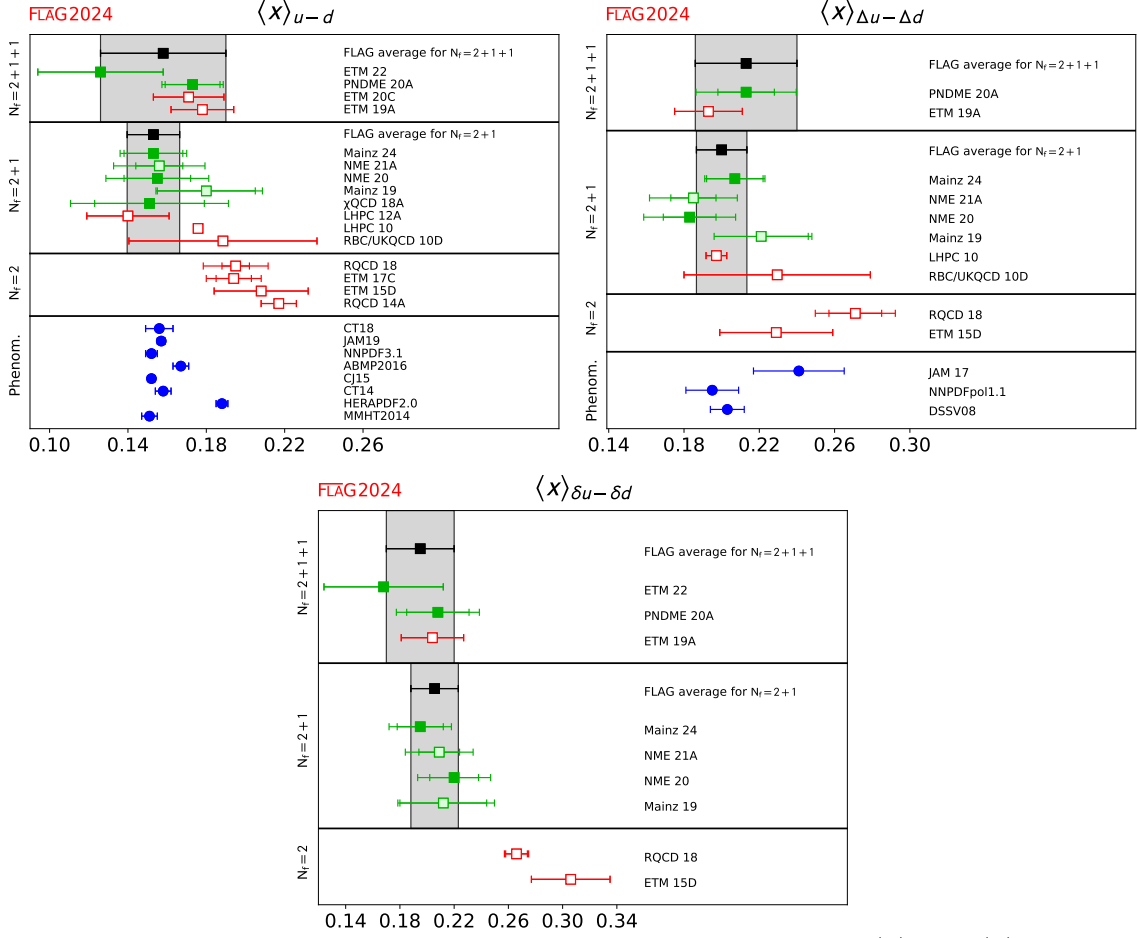 FLAG2024
⟨x⟩u−d
Nf = 2+1+1
FLAG average for Nf = 2+1+1
ETM 22
PNDME 20A
ETM 20C
ETM 19A
Nf = 2+1
FLAG average for Nf = 2+1
Mainz 24
NME 21A
NME 20
Mainz 19
χQCD 18A
LHPC 12A
LHPC 10
RBC/UKQCD 10D
Nf = 2
RQCD 18
ETM 17C
ETM 15D
RQCD 14A
Phenom.
CT18
JAM19
NNPDF3.1
ABMP2016
CJ15
CT14
HERAPDF2.0
MMHT2014
0.10 0.14 0.18 0.22 0.26
FLAG2024
⟨x⟩Δu−Δd
Nf = 2+1+1
FLAG average for Nf = 2+1+1
PNDME 20A
ETM 19A
Nf = 2+1
FLAG average for Nf = 2+1
Mainz 24
NME 21A
NME 20
Mainz 19
LHPC 10
RBC/UKQCD 10D
Nf = 2
RQCD 18
ETM 15D
Phenom.
JAM 17
NNPDFpol1.1
DSSV08
0.14 0.18 0.22 0.26 0.30
FLAG2024
⟨x⟩δu−δd
Nf = 2+1+1
FLAG average for Nf = 2+1+1
ETM 22
PNDME 20A
ETM 19A
Nf = 2+1
FLAG average for Nf = 2+1
Mainz 24
NME 21A
NME 20
Mainz 19
Nf = 2
RQCD 18
ETM 15D
0.14 0.18 0.22 0.26 0.30 0.34